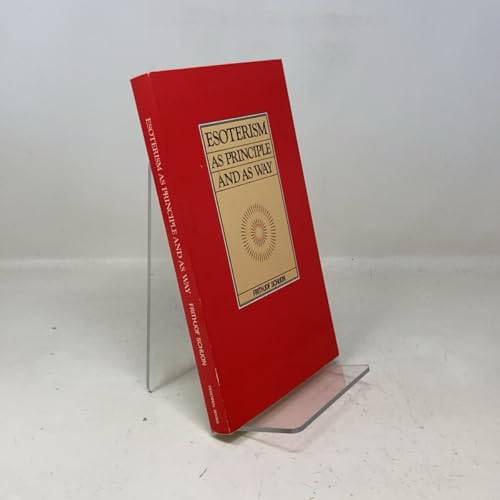 ESOTERISM
AS PRINCIPLE
AND AS WAY
FRITHJOF SCHUON
ESOTERISM AS PRINCIPLE AND AS WAY
FRITHJOF SCHUON